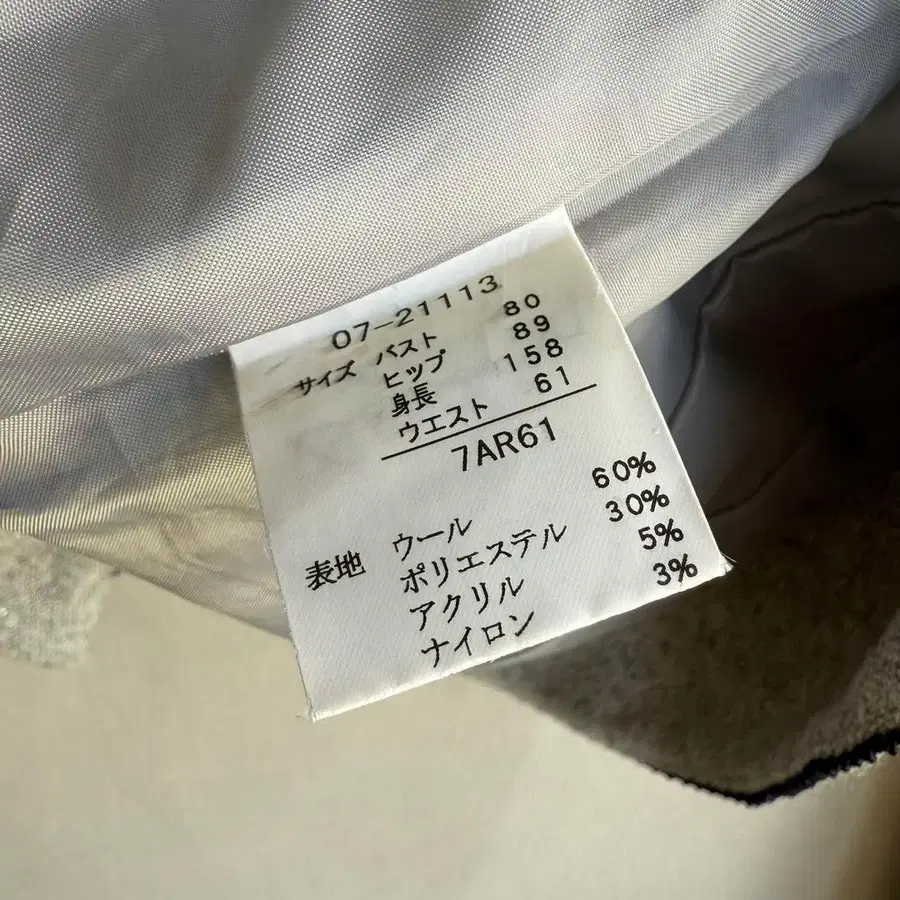 07-21113
サイズ バスト 80
ヒップ 89
身長 158
ウエスト 61
7AR61
表地 ウール 60%
ポリエステル 30%
アクリル 5%
ナイロン 3%